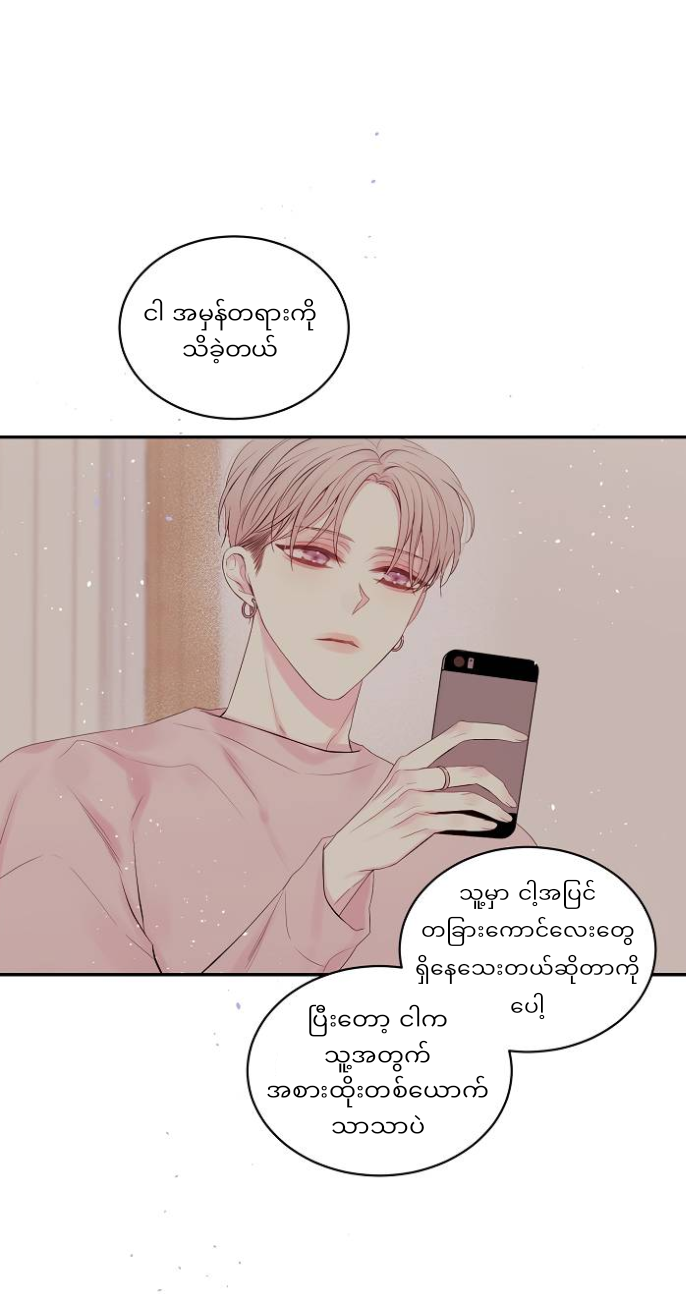 ငါ အမှန်တရားကို
သိခဲ့တယ်
သူ့မှာ ငါ့အပြင်
တခြားကောင်လေးတွေ
ရှိနေသေးတယ်ဆိုတာကို
ပေါ့
ပြီးတော့ ငါက
သူ့အတွက်
အစားထိုးတစ်ယောက်
သာသာပဲ